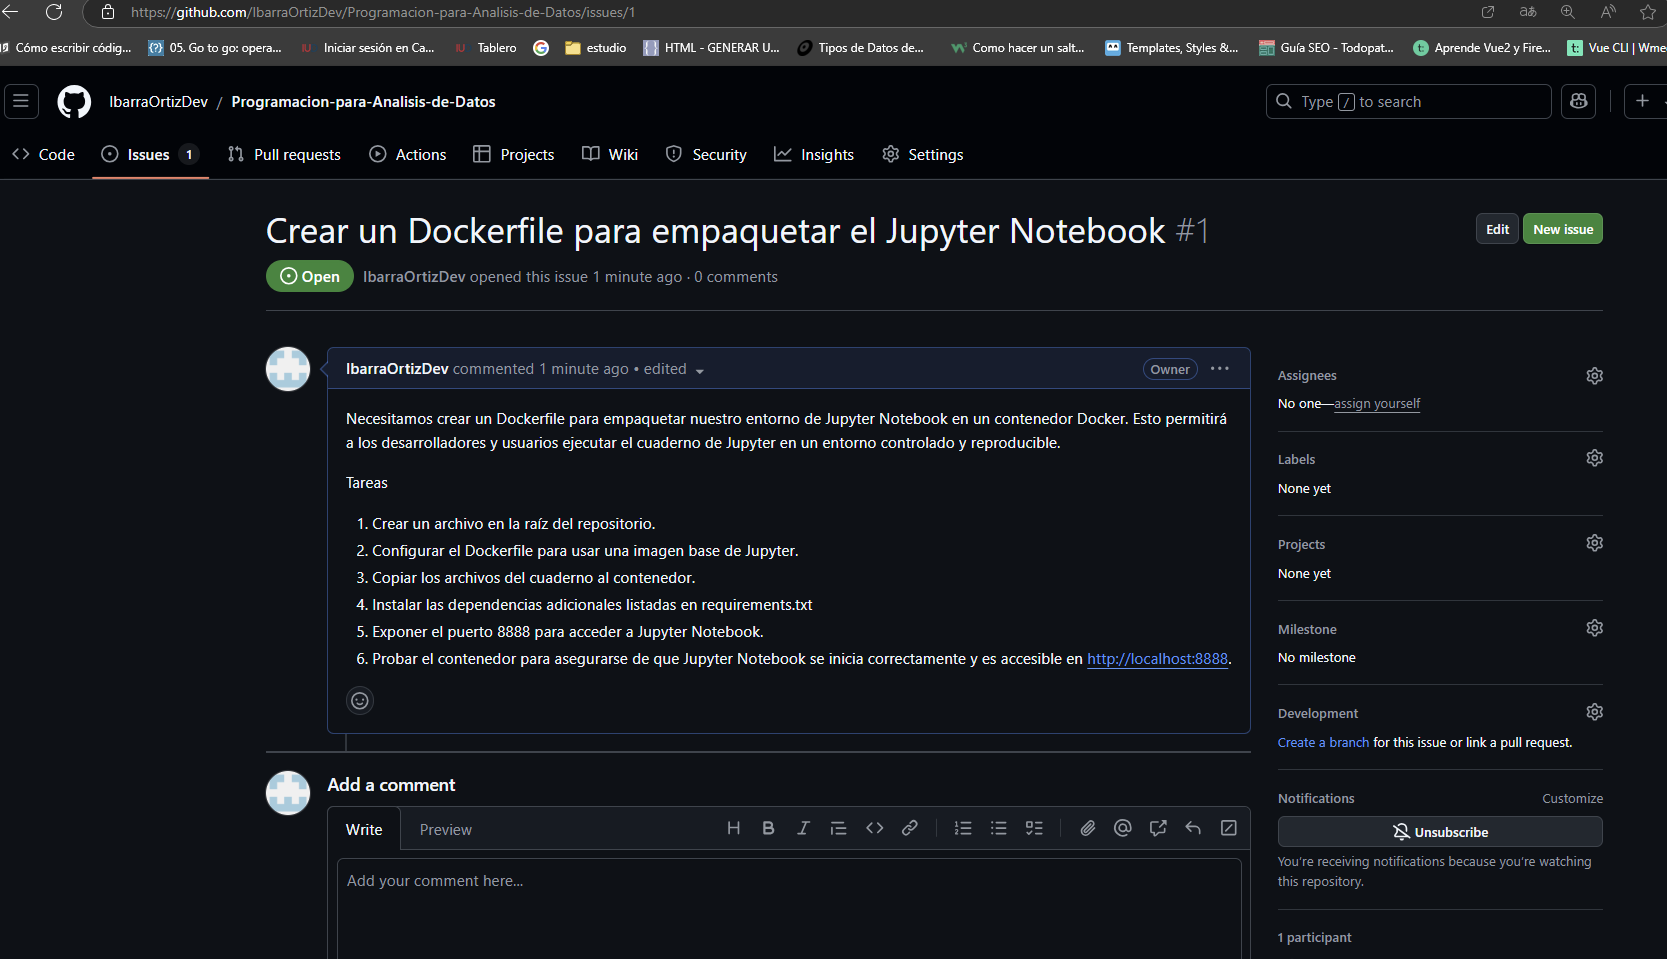 https://github.com/IbarraOrtizDev/Programacion-para-Analisis-de-Datos/issues/1
Cómo escribir códig... 05. Go to go: opera... IU Iniciar sesión en Ca... IU Tablero estudio HTML - GENERAR U... Tipos de Datos de... Como hacer un salt... Templates, Styles &... Guía SEO - Todopat... t Aprende Vue2 y Fire... t: Vue CLI | Wme
IbarraOrtizDev / Programacion-para-Analisis-de-Datos
Type / to search
Code Issues 1 Pull requests Actions Projects Wiki Security Insights Settings
Crear un Dockerfile para empaquetar el Jupyter Notebook #1
Edit New issue
Open IbarraOrtizDev opened this issue 1 minute ago · 0 comments
IbarraOrtizDev commented 1 minute ago • edited
Owner
Necesitamos crear un Dockerfile para empaquetar nuestro entorno de Jupyter Notebook en un contenedor Docker. Esto permitirá
a los desarrolladores y usuarios ejecutar el cuaderno de Jupyter en un entorno controlado y reproducible.
Tareas
1. Crear un archivo en la raíz del repositorio.
2. Configurar el Dockerfile para usar una imagen base de Jupyter.
3. Copiar los archivos del cuaderno al contenedor.
4. Instalar las dependencias adicionales listadas en requirements.txt
5. Exponer el puerto 8888 para acceder a Jupyter Notebook.
6. Probar el contenedor para asegurarse de que Jupyter Notebook se inicia correctamente y es accesible en http://localhost:8888.
Add a comment
Write Preview
Add your comment here...
Assignees
No one—assign yourself
Labels
None yet
Projects
None yet
Milestone
No milestone
Development
Create a branch for this issue or link a pull request.
Notifications Customize
Unsubscribe
You're receiving notifications because you're watching
this repository.
1 participant